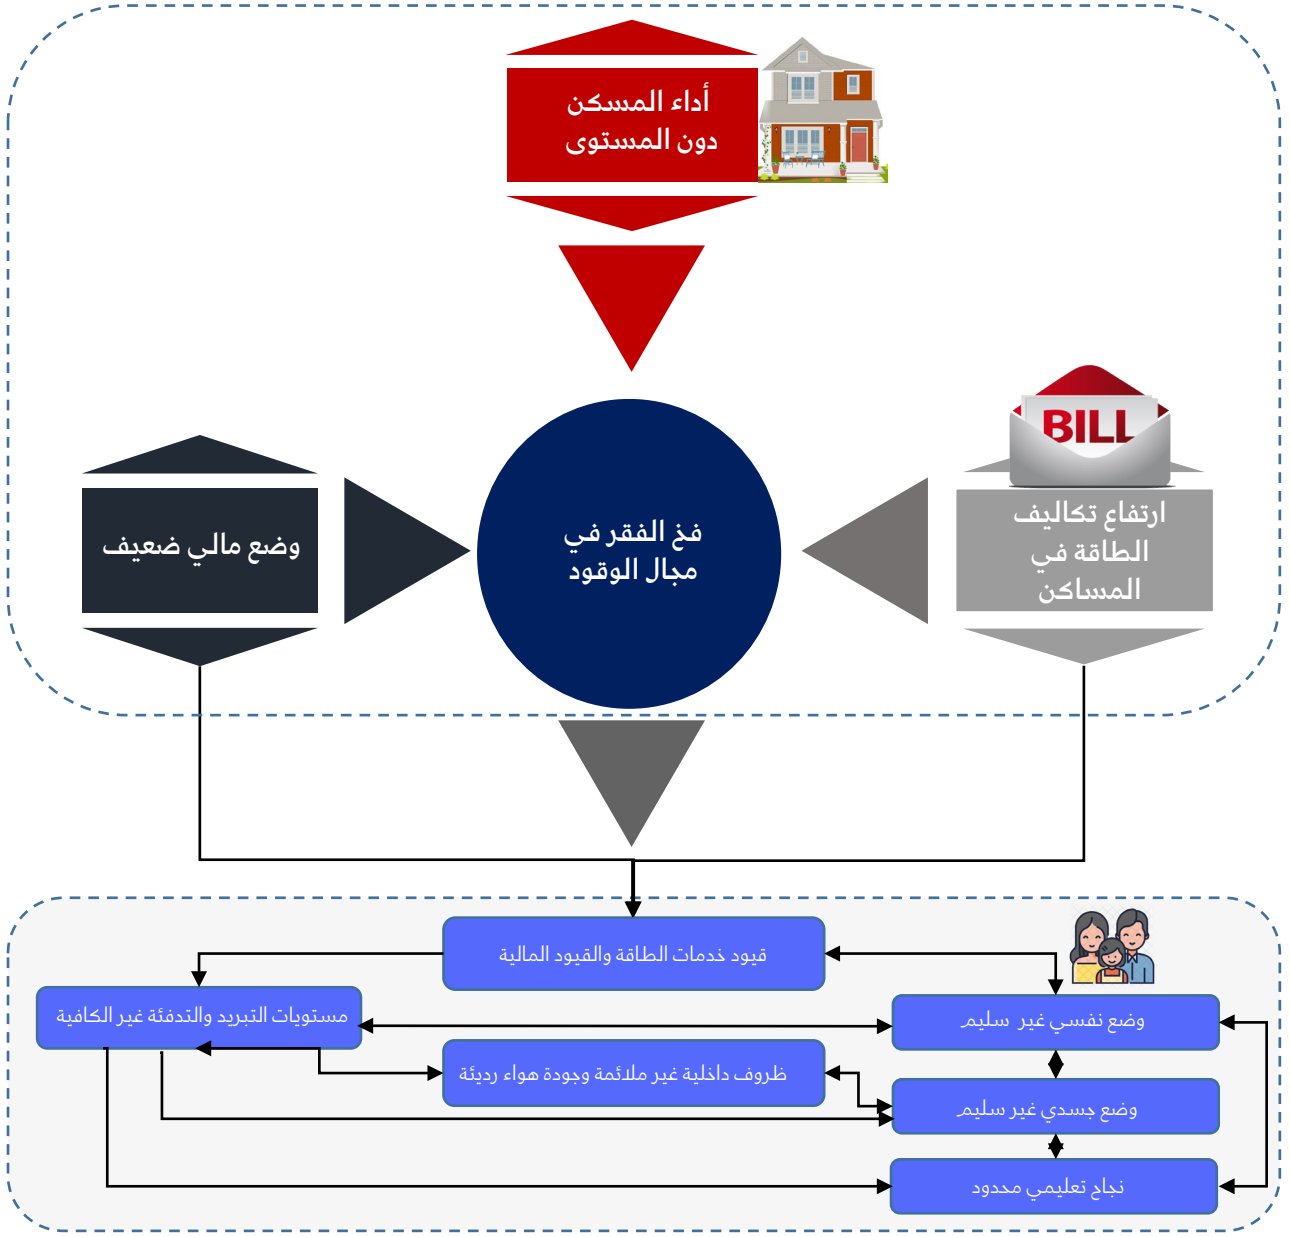 أداء المسكن
دون المستوى
BILL
ارتفاع تكاليف
الطاقة في
المساكن
فخ الفقر في
مجال الوقود
وضع مالي ضعيف
قيود خدمات الطاقة والقيود المالية
وضع نفسي غير سليم
مستويات التبريد والتدفئة غير الكافية
ظروف داخلية غير ملائمة وجودة هواء رديئة
وضع جسدي غير سليم
نجاح تعليمي محدود